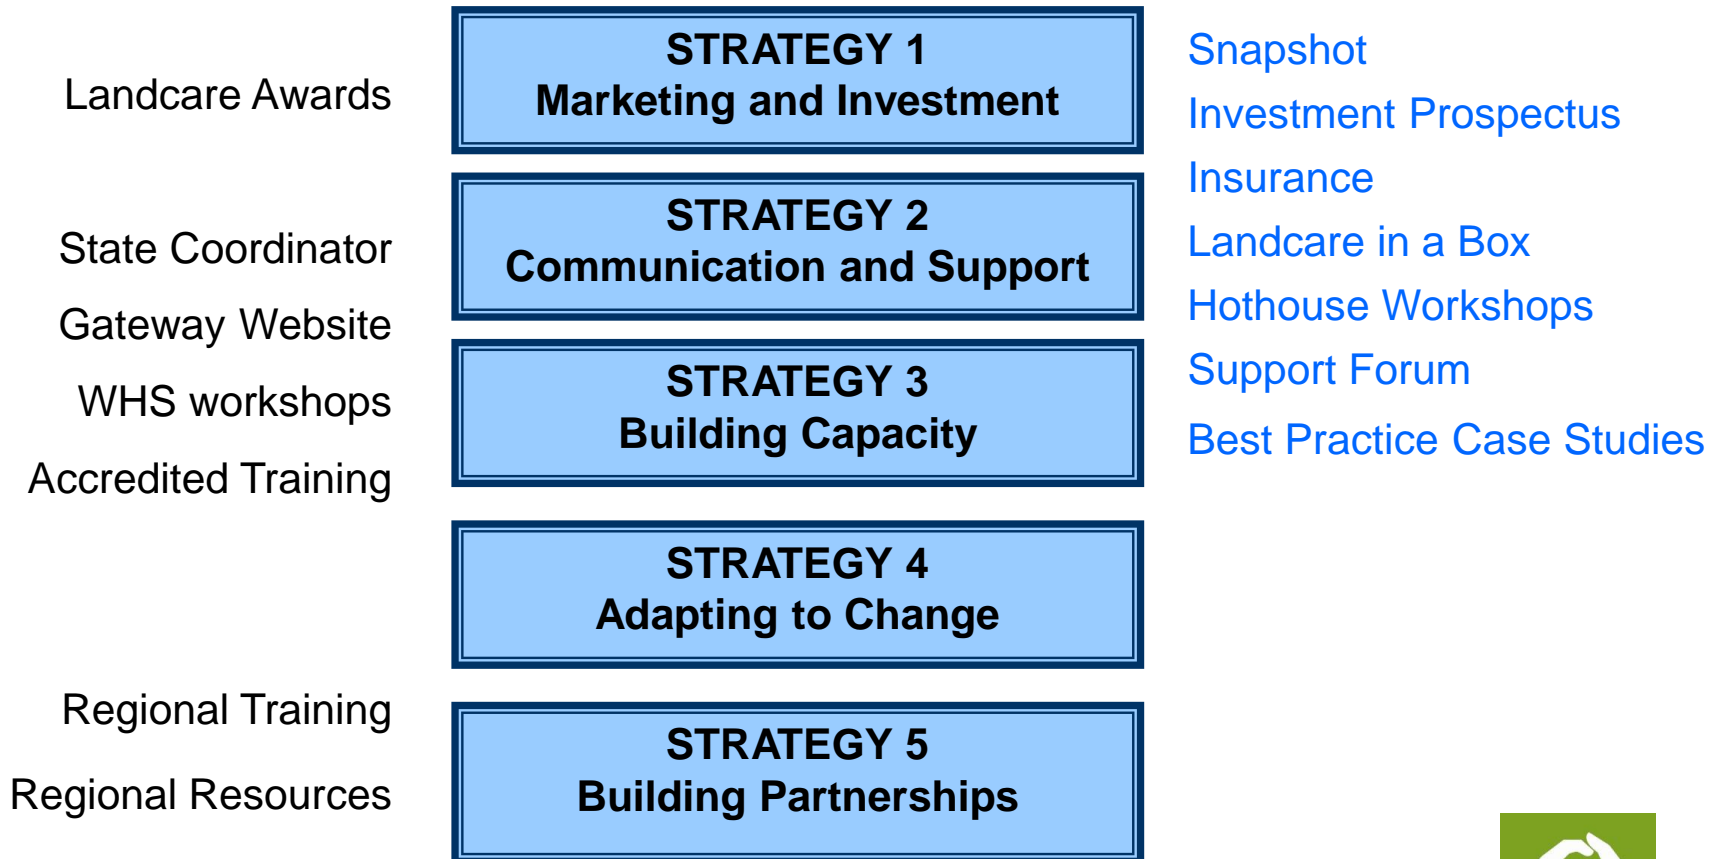 Landcare Awards
State Coordinator
Gateway Website
WHS workshops
Accredited Training
Regional Training
Regional Resources
STRATEGY 1
Marketing and Investment
STRATEGY 2
Communication and Support
STRATEGY 3
Building Capacity
STRATEGY 4
Adapting to Change
STRATEGY 5
Building Partnerships
Snapshot
Investment Prospectus
Insurance
Landcare in a Box
Hothouse Workshops
Support Forum
Best Practice Case Studies